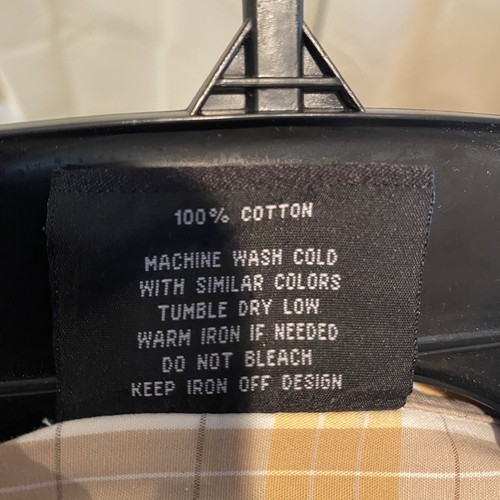 100% COTTON
MACHINE WASH COLD
WITH SIMILAR COLORS
TUMBLE DRY LOW
WARM IRON IF NEEDED
DO NOT BLEACH
KEEP IRON OFF DESIGN